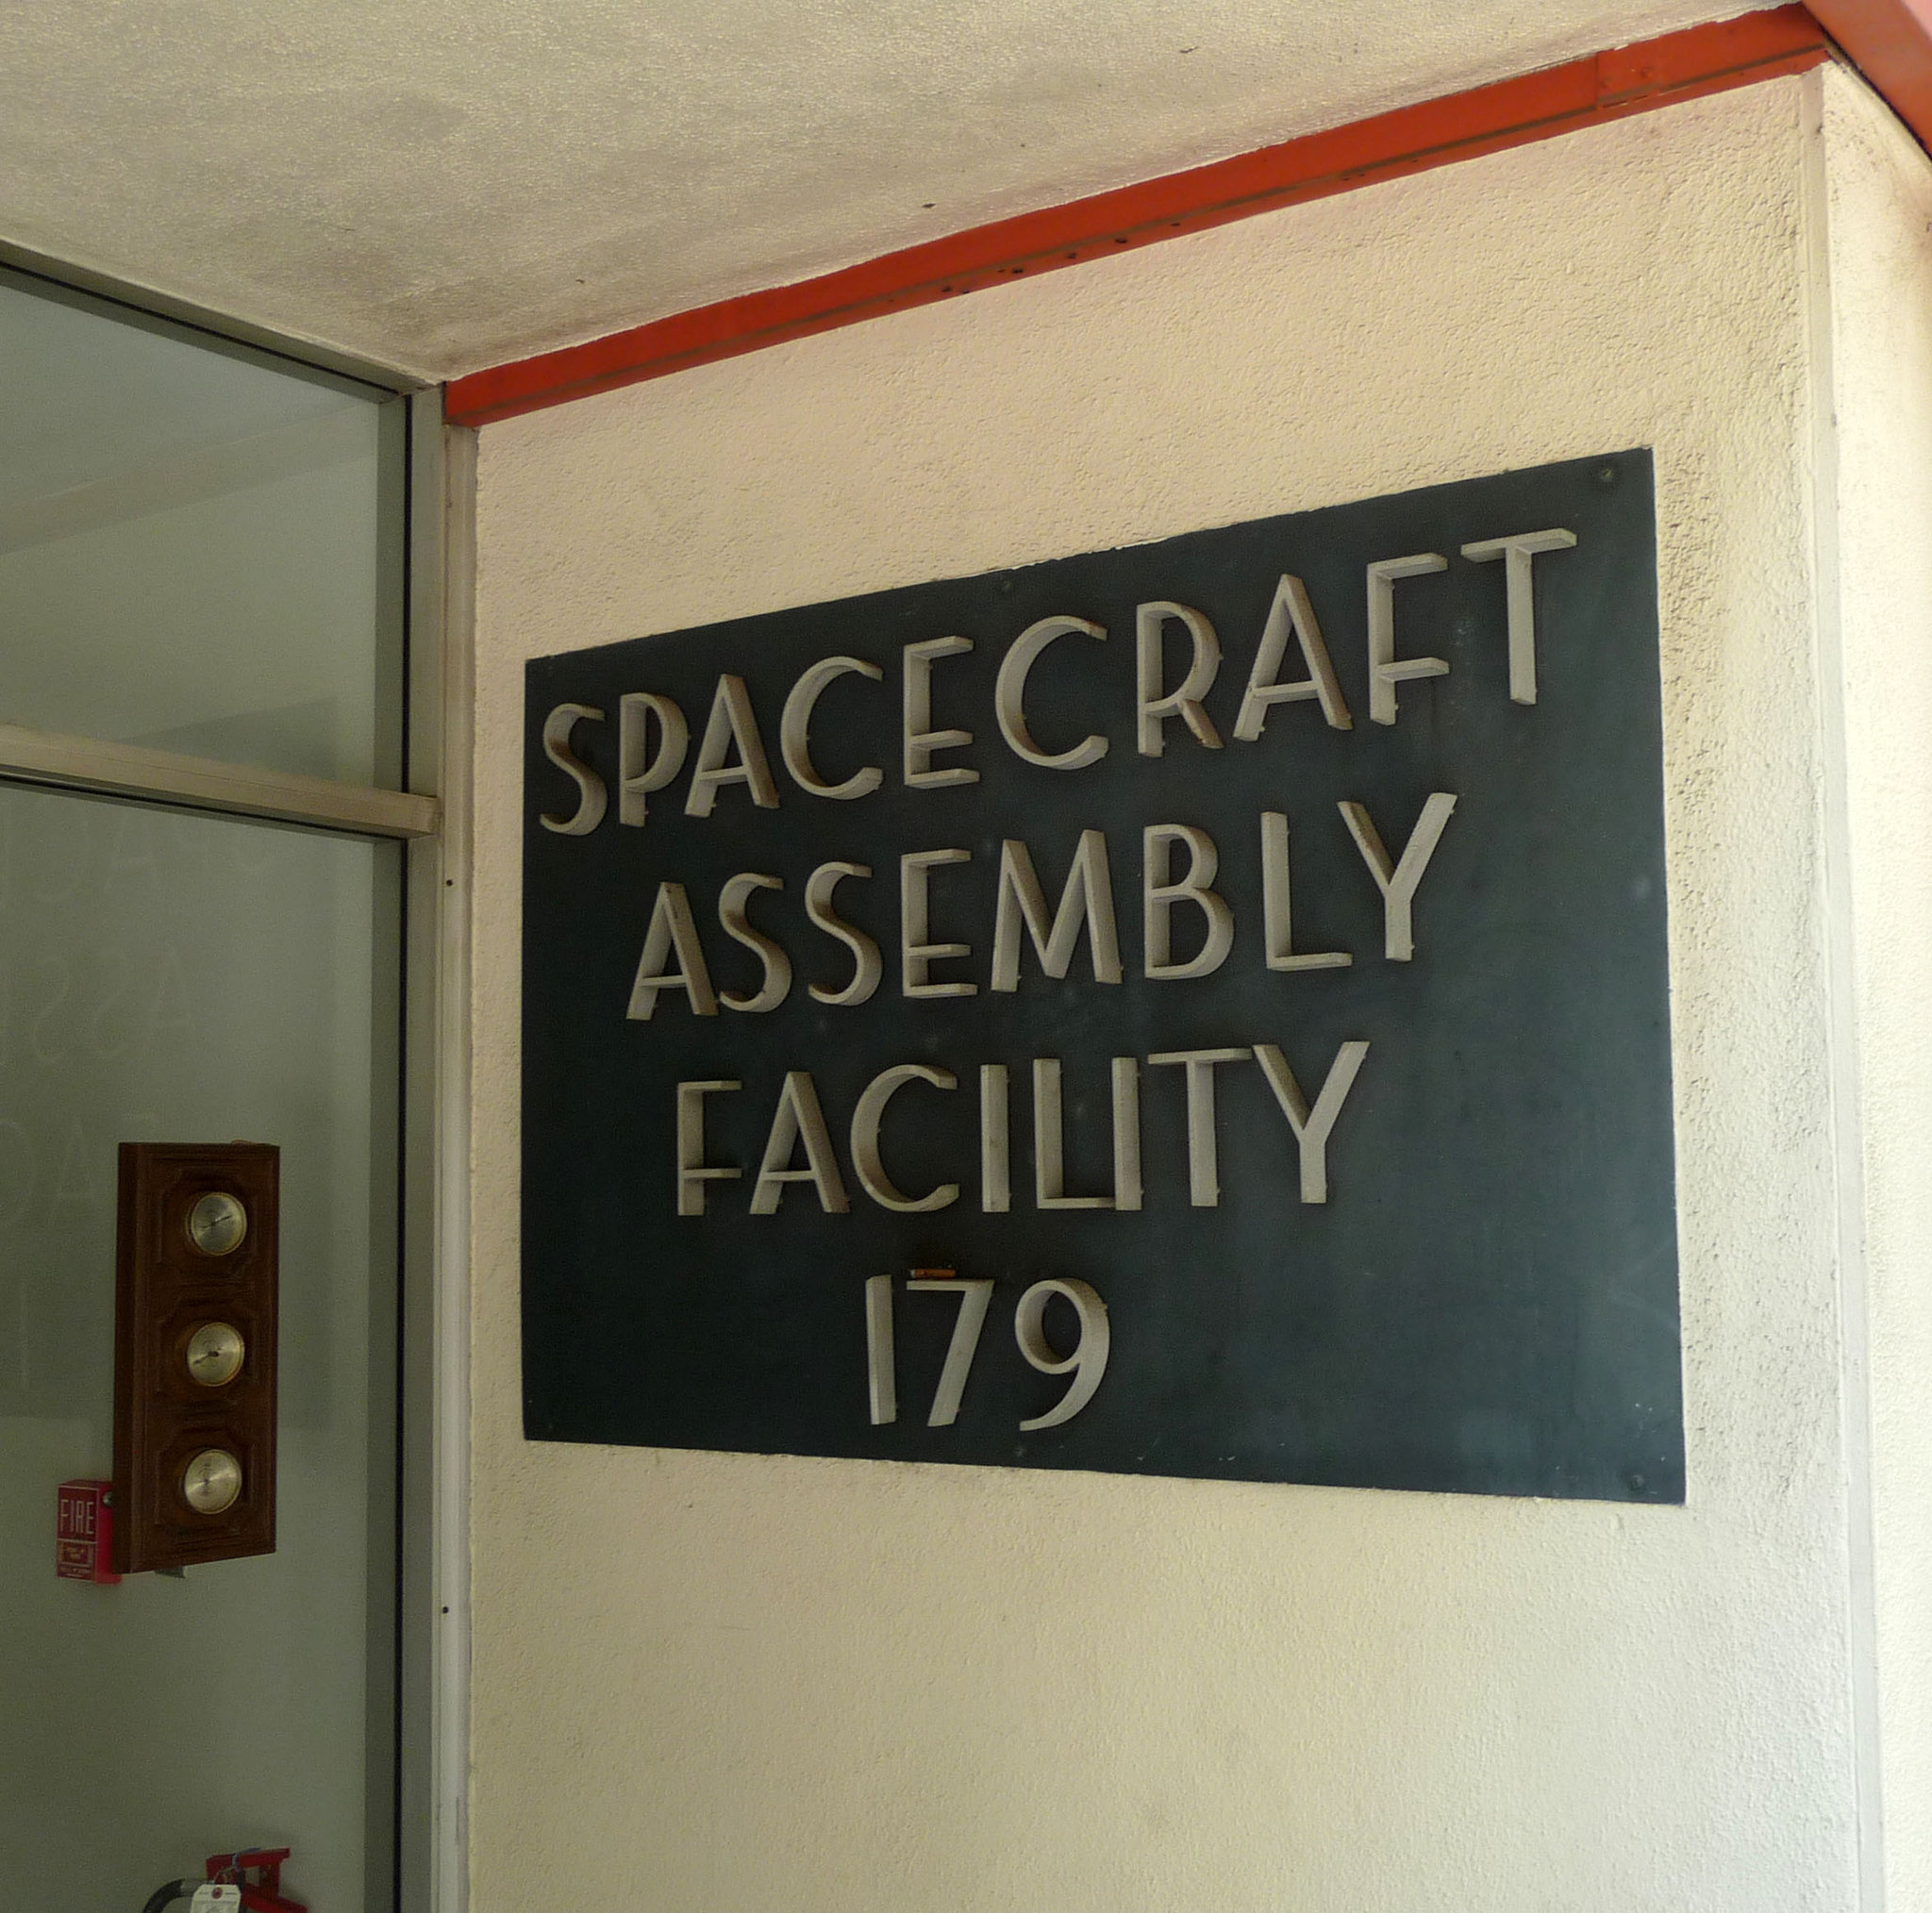 SPACECRAFT
ASSEMBLY
FACILITY
179
FIRE